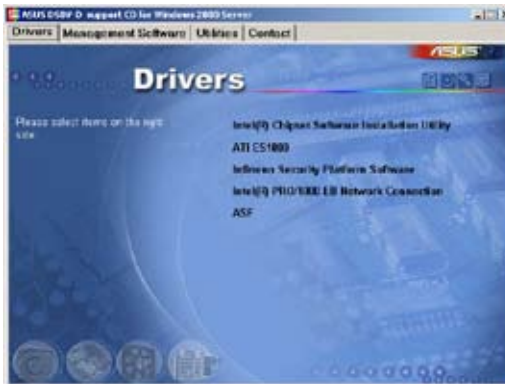 ASUS DSBV-D support CD for Windows 2000 Server
Drivers Management Software Utilities Contact
ASUS
Drivers
Please select items on the right side.
Intel(R) Chipset Software Installation Utility
ATI ES1000
Infineon Security Platform Software
Intel(R) PRO/1000 EB Network Connection
ASF